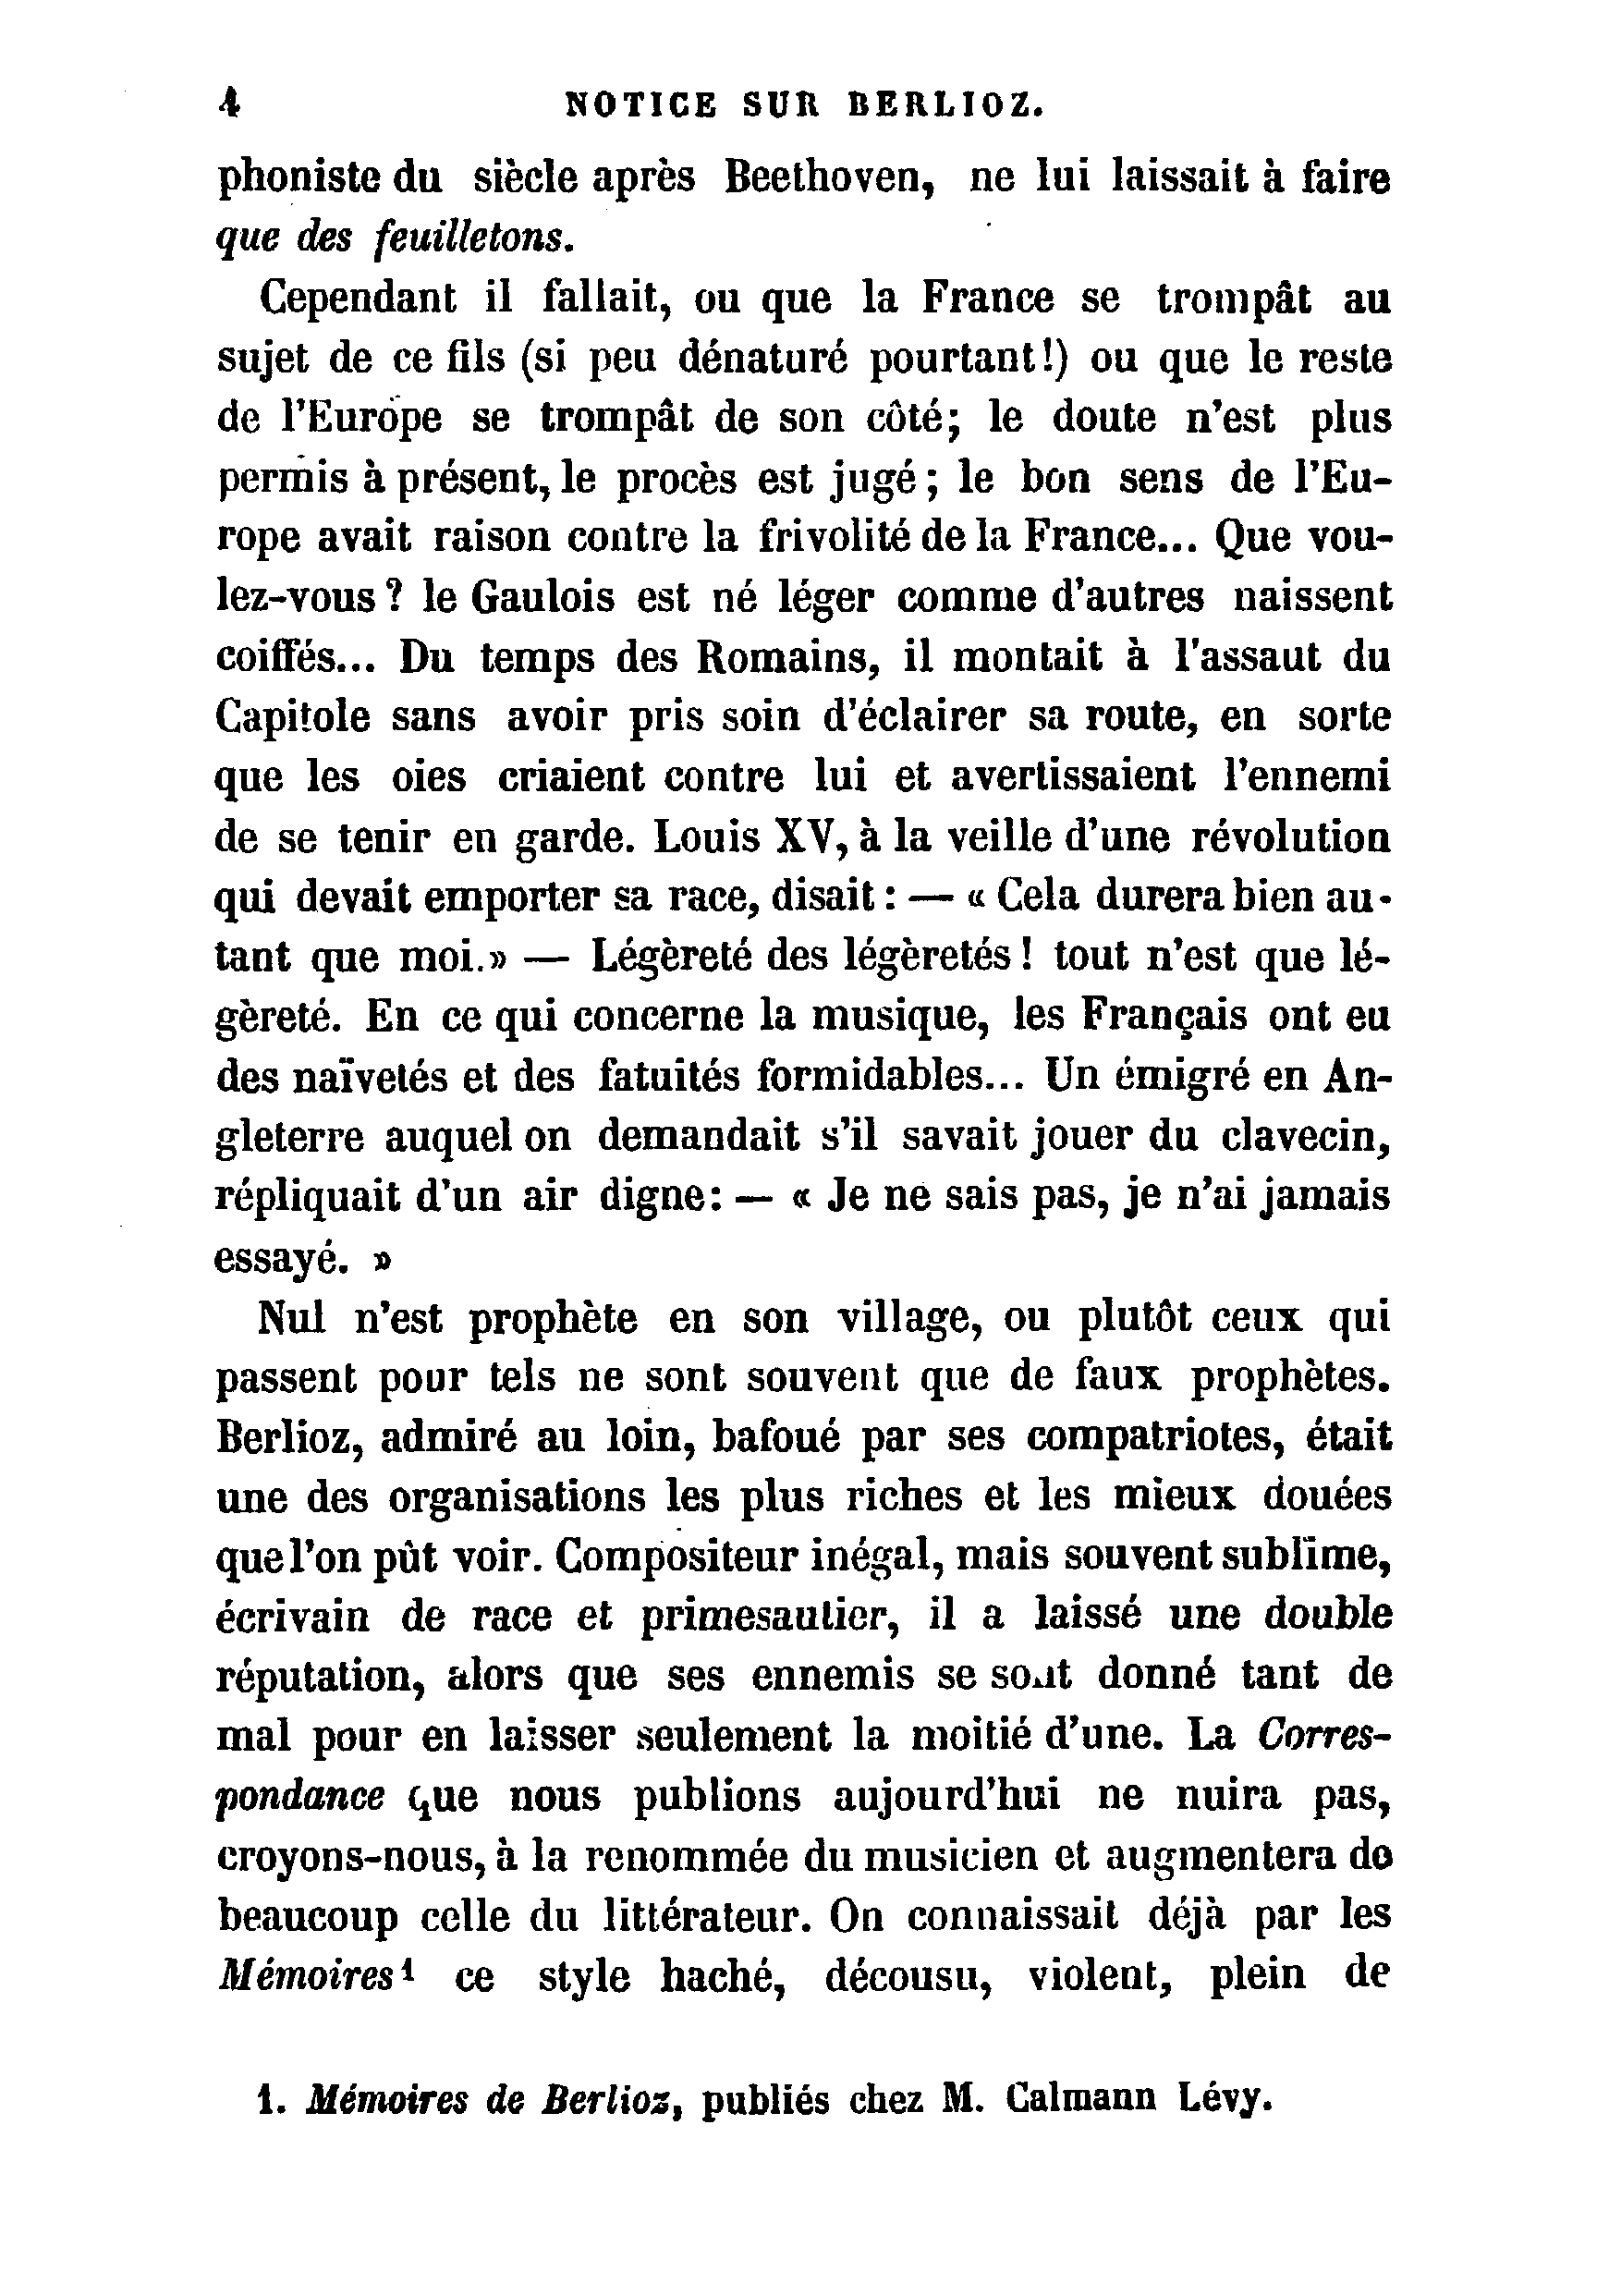 4 NOTICE SUR BERLIOZ.
phoniste du siècle après Beethoven, ne lui laissait à faire
que des feuilletons.
Cependant il fallait, ou que la France se trompât au
sujet de ce fils (si peu dénaturé pourtant!) ou que le reste
de l'Europe se trompât de son côté; le doute n'est plus
permis à présent, le procès est jugé; le bon sens de l'Eu-
rope avait raison contre la frivolité de la France... Que vou-
lez-vous? le Gaulois est né léger comme d'autres naissent
coiffés... Du temps des Romains, il montait à l'assaut du
Capitole sans avoir pris soin d'éclairer sa route, en sorte
que les oies criaient contre lui et avertissaient l'ennemi
de se tenir en garde. Louis XV, à la veille d'une révolution
qui devait emporter sa race, disait : — « Cela durera bien au-
tant que moi.» — Légèreté des légèretés! tout n'est que lé-
gèreté. En ce qui concerne la musique, les Français ont eu
des naïvetés et des fatuités formidables... Un émigré en An-
gleterre auquel on demandait s'il savait jouer du clavecin,
répliquait d'un air digne: — « Je ne sais pas, je n'ai jamais
essayé. »
Nul n'est prophète en son village, ou plutôt ceux qui
passent pour tels ne sont souvent que de faux prophètes.
Berlioz, admiré au loin, bafoué par ses compatriotes, était
une des organisations les plus riches et les mieux douées
que l'on pût voir. Compositeur inégal, mais souvent sublime,
écrivain de race et primesautier, il a laissé une double
réputation, alors que ses ennemis se sont donné tant de
mal pour en laisser seulement la moitié d'une. La Corres-
pondance que nous publions aujourd'hui ne nuira pas,
croyons-nous, à la renommée du musicien et augmentera de
beaucoup celle du littérateur. On connaissait déjà par les
Mémoires¹ ce style haché, décousu, violent, plein de
1. Mémoires de Berlioz, publiés chez M. Calmann Lévy.